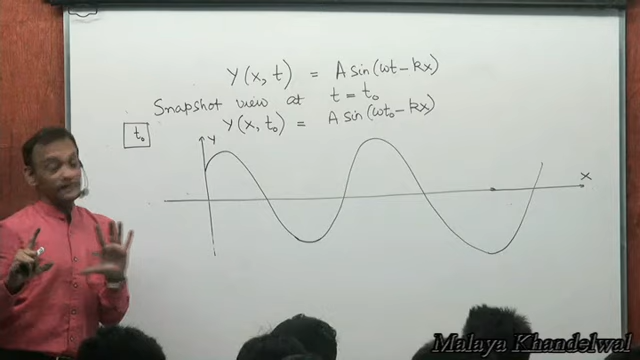 Y(x, t) = A sin(ωt − kx)
Snapshot view at t = t₀
Y(x, t₀) = A sin(ωt₀ − kx)
t₀
Y
X
Malaya Khandelwal